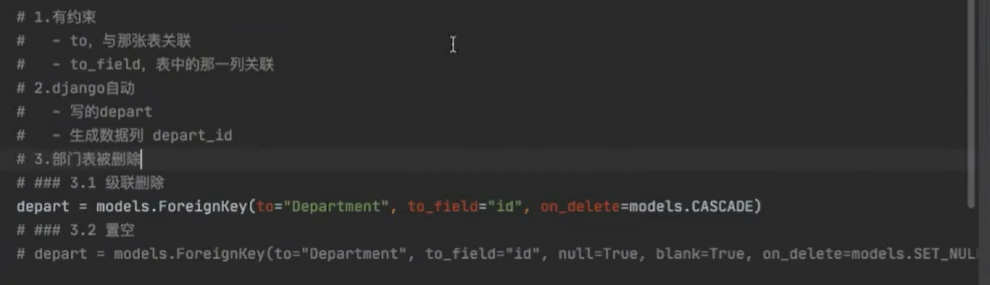 # 1.有约束
#   - to, 与那张表关联
#   - to_field, 表中的那一列关联
# 2.django自动
#   - 写的depart
#   - 生成数据列 depart_id
# 3.部门表被删除
# ### 3.1 级联删除
depart = models.ForeignKey(to="Department", to_field="id", on_delete=models.CASCADE)
# ### 3.2 置空
# depart = models.ForeignKey(to="Department", to_field="id", null=True, blank=True, on_delete=models.SET_NUL